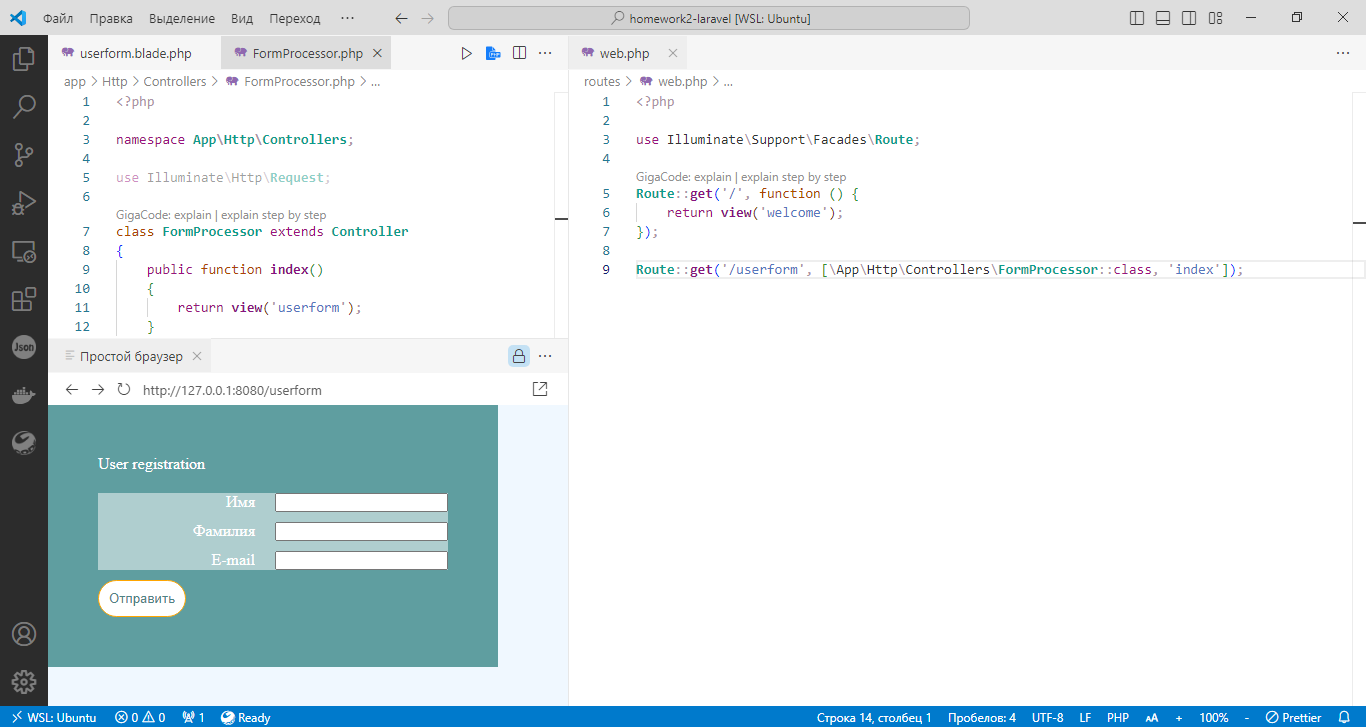 Файл Правка Выделение Вид Переход ··· homework2-laravel [WSL: Ubuntu]
userform.blade.php FormProcessor.php
app > Http > Controllers > FormProcessor.php > ...
1 <?php
2
3 namespace App\Http\Controllers;
4
5 use Illuminate\Http\Request;
6
GigaCode: explain | explain step by step
7 class FormProcessor extends Controller
8 {
9 public function index()
10 {
11 return view('userform');
12 }
Простой браузер
http://127.0.0.1:8080/userform
User registration
Имя
Фамилия
E-mail
Отправить
web.php
routes > web.php > ...
1 <?php
2
3 use Illuminate\Support\Facades\Route;
4
GigaCode: explain | explain step by step
5 Route::get('/', function () {
6 return view('welcome');
7 });
8
9 Route::get('/userform', [\App\Http\Controllers\FormProcessor::class, 'index']);
Json
WSL: Ubuntu 0 0 1 Ready Строка 14, столбец 1 Пробелов: 4 UTF-8 LF PHP AA + 100% - Prettier